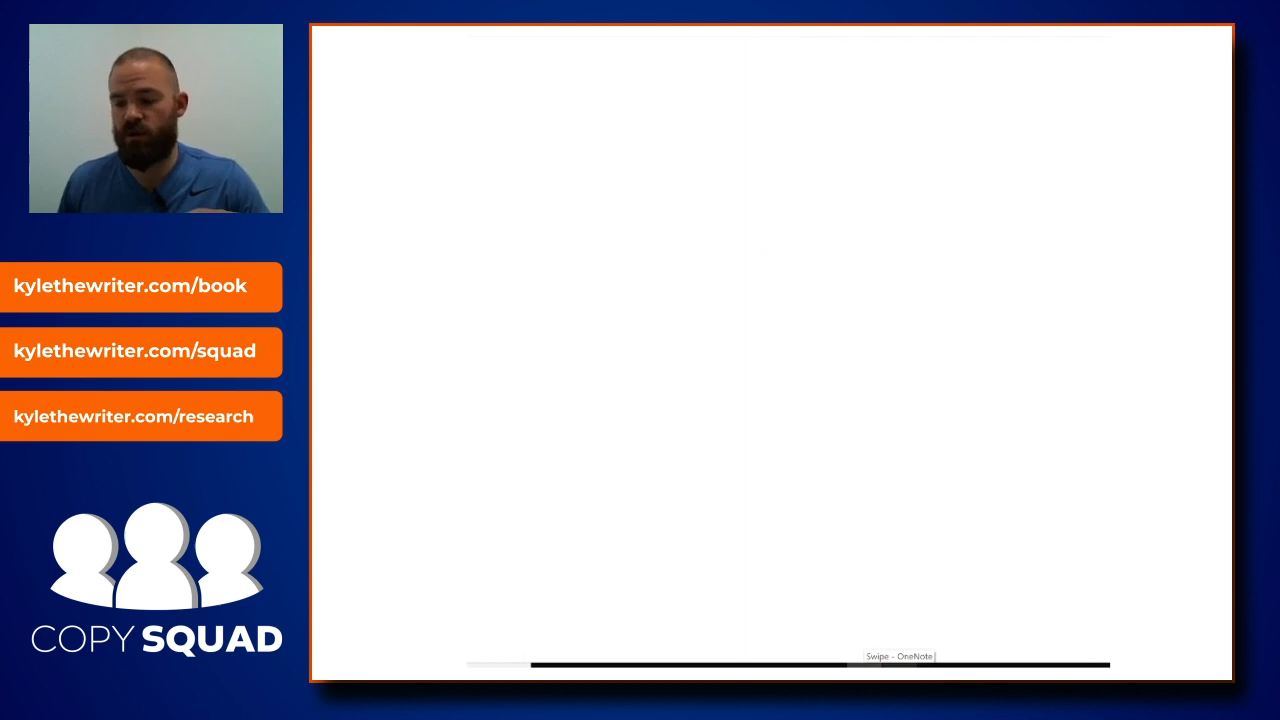 kylethewriter.com/book
kylethewriter.com/squad
kylethewriter.com/research
COPY SQUAD
Swipe - OneNote